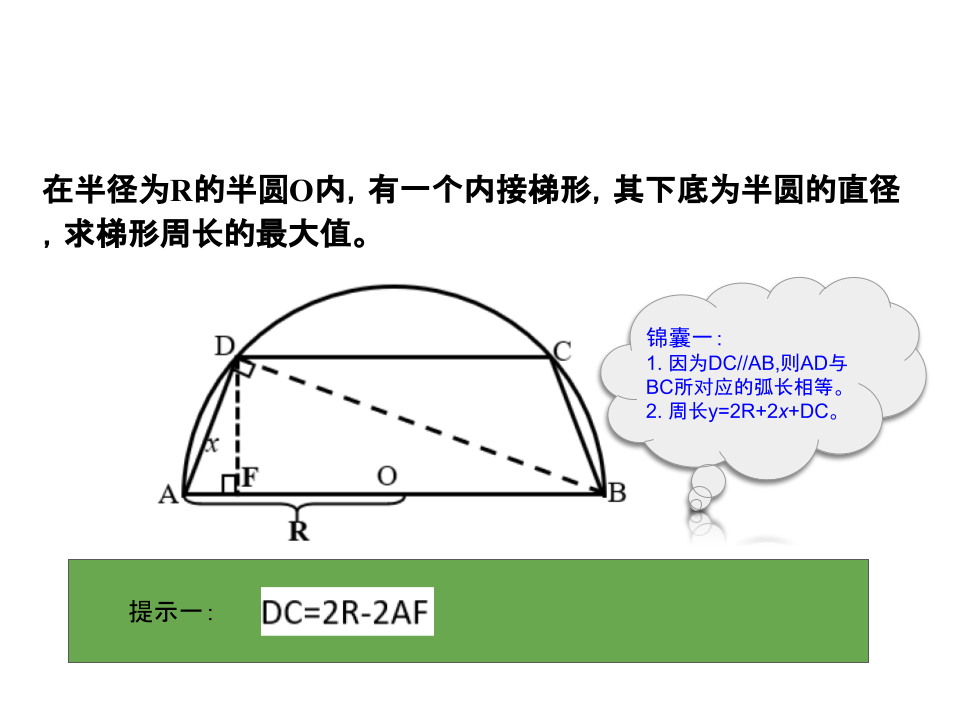 在半径为R的半圆O内，有一个内接梯形，其下底为半圆的直径
，求梯形周长的最大值。
D
C
x
F
O
A
B
R
锦囊一：
1. 因为DC//AB,则AD与
BC所对应的弧长相等。
2. 周长y=2R+2x+DC。
提示一：
DC=2R-2AF